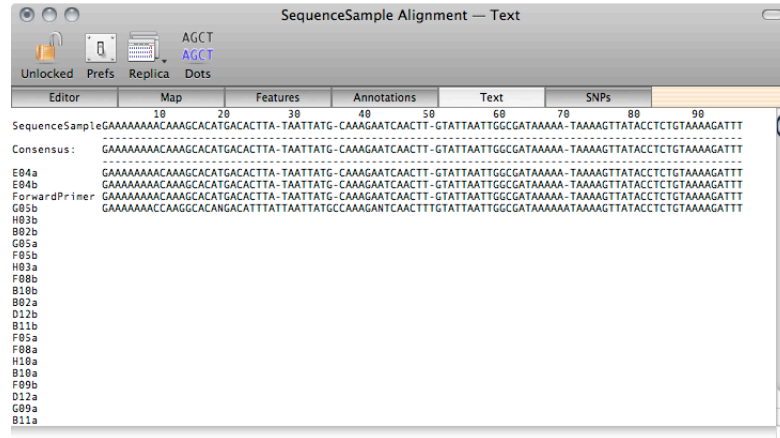 SequenceSample Alignment — Text
AGCT
AGCT
Unlocked Prefs Replica Dots
Editor Map Features Annotations Text SNPs
10 20 30 40 50 60 70 80 90
SequenceSampleGAAAAAAAACAAAGCACATGACACTTA-TAATTATG-CAAAGAATCAACTT-GTATTAATTGGCGATAAAAA-TAAAAGTTATACCTCTGTAAAAGATTT
Consensus: GAAAAAAAACAAAGCACATGACACTTA-TAATTATG-CAAAGAATCAACTT-GTATTAATTGGCGATAAAAA-TAAAAGTTATACCTCTGTAAAAGATTT
E04a GAAAAAAAACAAAGCACATGACACTTA-TAATTATG-CAAAGAATCAACTT-GTATTAATTGGCGATAAAAA-TAAAAGTTATACCTCTGTAAAAGATTT
E04b GAAAAAAAACAAAGCACATGACACTTA-TAATTATG-CAAAGAATCAACTT-GTATTAATTGGCGATAAAAA-TAAAAGTTATACCTCTGTAAAAGATTT
ForwardPrimer GAAAAAAAACAAAGCACATGACACTTA-TAATTATG-CAAAGAATCAACTT-GTATTAATTGGCGATAAAAA-TAAAAGTTATACCTCTGTAAAAGATTT
G05b GAAAAAAACCAAGGCACANGACATTTATTAATTATGCCAAAGANTCAACTTTGTATTAATTGGCGATAAAAAATAAAAGTTATACCTCTGTAAAAGATTT
H03b
B02b
G05a
F05b
H03a
F08b
B10b
B02a
D12b
B11b
F05a
F08a
H10a
B10a
F09b
D12a
G09a
B11a